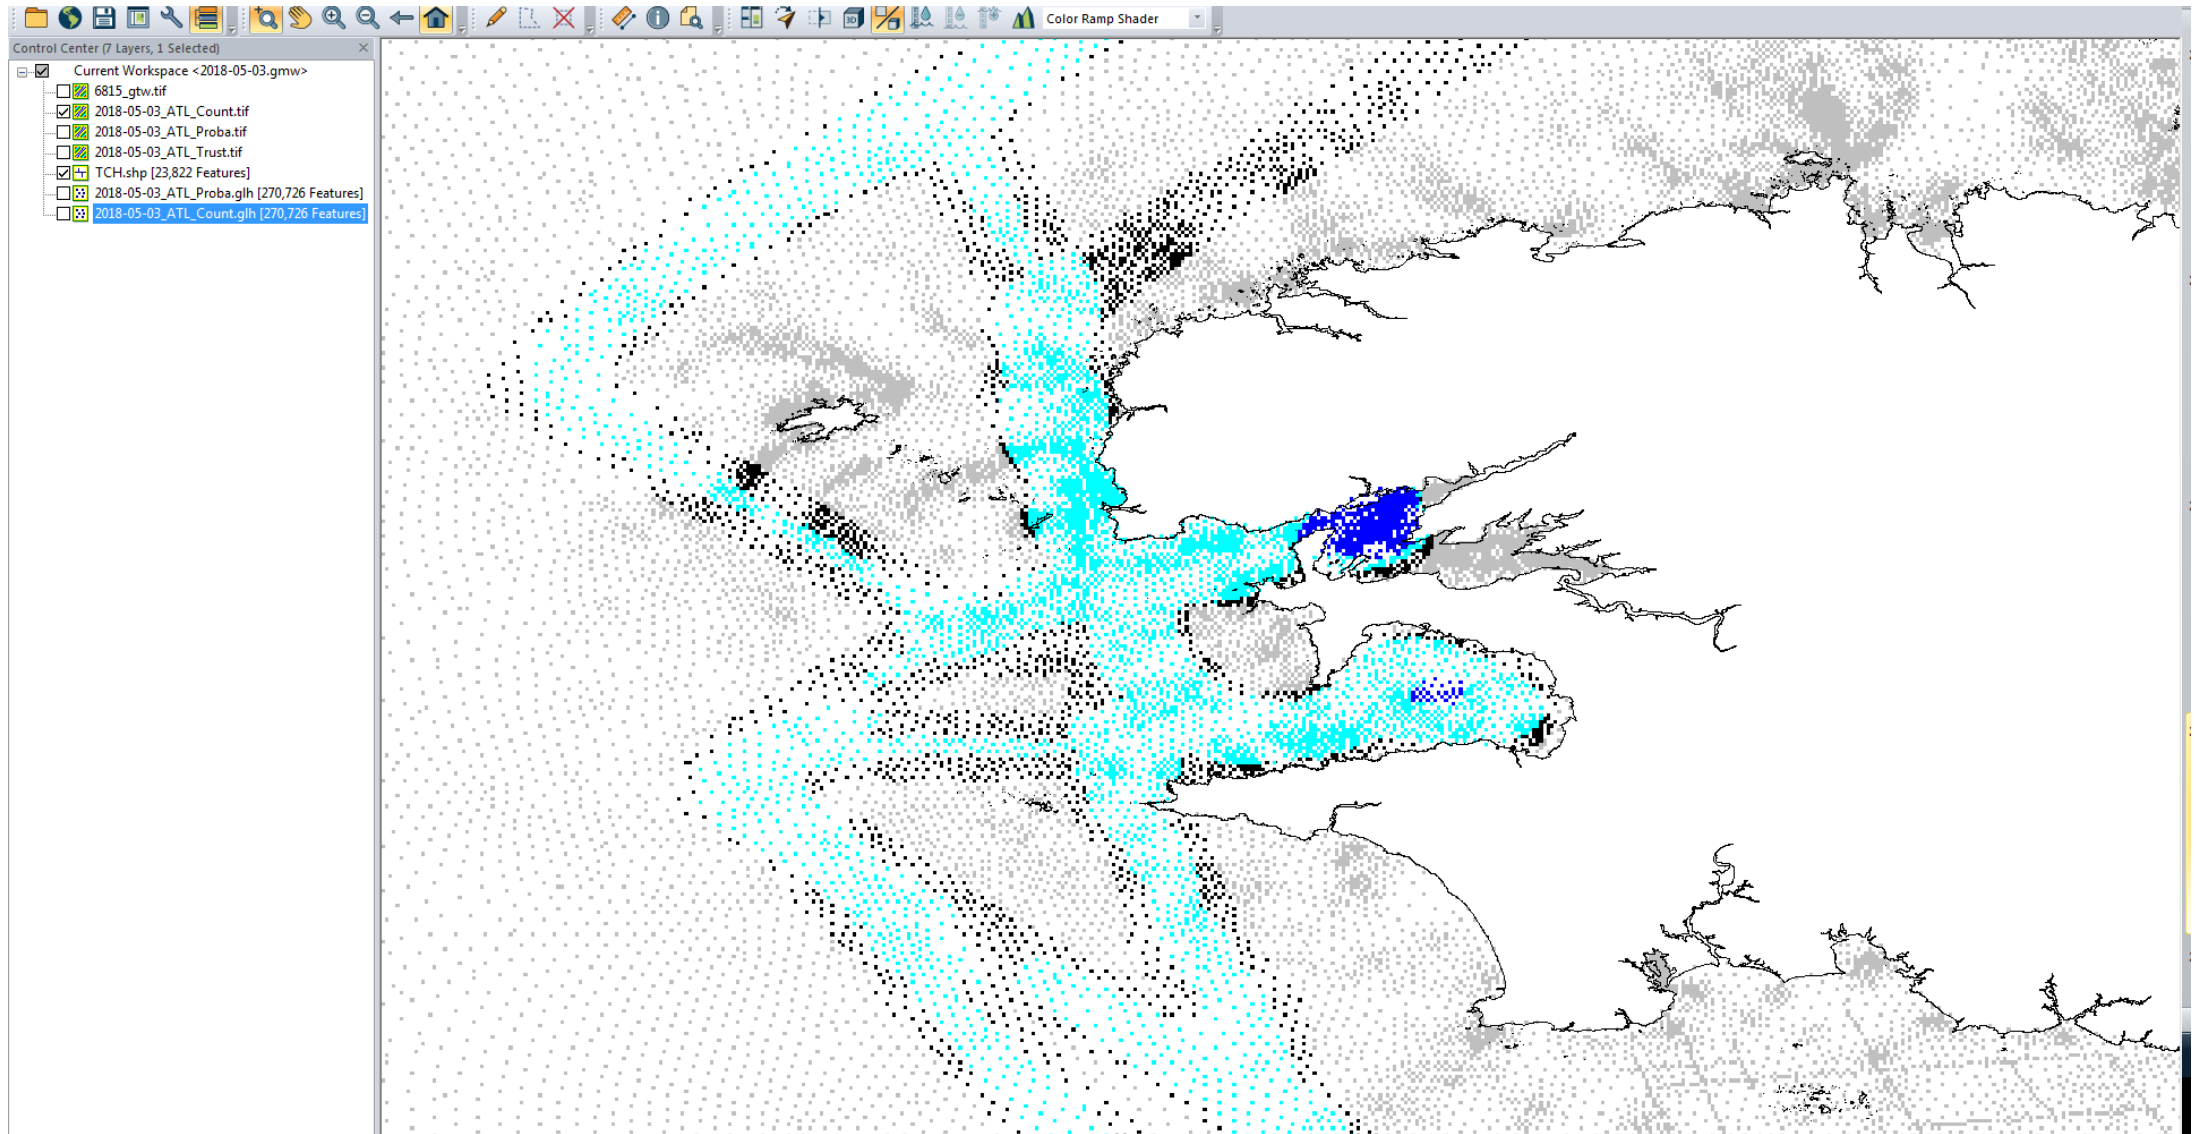 Color Ramp Shader
Control Center (7 Layers, 1 Selected)
Current Workspace <2018-05-03.gmw>
6815_gtw.tif
2018-05-03_ATL_Count.tif
2018-05-03_ATL_Proba.tif
2018-05-03_ATL_Trust.tif
TCH.shp [23,822 Features]
2018-05-03_ATL_Proba.glh [270,726 Features]
2018-05-03_ATL_Count.glh [270,726 Features]